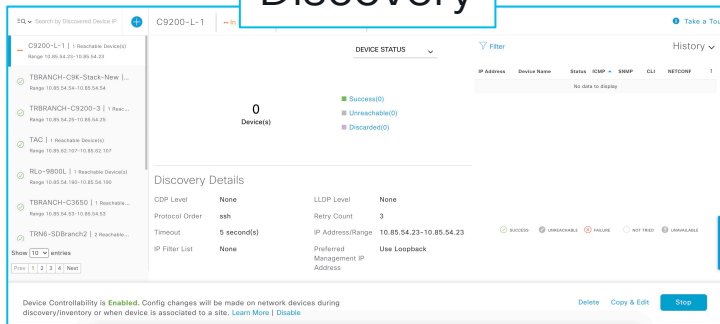 Discovery
Search by Discovered Device IP
C9200-L-1
In
Take a Tou
C9200-L-1 | 1 Reachable Device(s)
Range 10.85.54.23-10.85.54.23
TBRANCH-C9K-Stack-New |...
Range 10.85.54.54-10.85.54.54
TRBRANCH-C9200-3 | 1 Reac...
Range 10.85.54.25-10.85.54.25
TAC | 1 Reachable Device(s)
Range 10.85.62.107-10.85.62.107
RLo-9800L | 1 Reachable Device(s)
Range 10.85.54.190-10.85.54.190
TBRANCH-C3650 | 1 Reachable...
Range 10.85.54.53-10.85.54.53
TRN6-SDBranch2 | 2 Reachable...
Show 10 entries
Prev 1 2 3 4 Next
DEVICE STATUS
0
Device(s)
Success(0)
Unreachable(0)
Discarded(0)
Discovery Details
CDP Level None LLDP Level None
Protocol Order ssh Retry Count 3
Timeout 5 second(s) IP Address/Range 10.85.54.23-10.85.54.23
IP Filter List None Preferred Management IP Address Use Loopback
Filter
History
IP Address Device Name Status ICMP SNMP CLI NETCONF
No data to display
SUCCESS UNREACHABLE FAILURE NOT TRIED UNAVAILABLE
Device Controllability is Enabled. Config changes will be made on network devices during
discovery/inventory or when device is associated to a site. Learn More | Disable
Delete Copy & Edit Stop